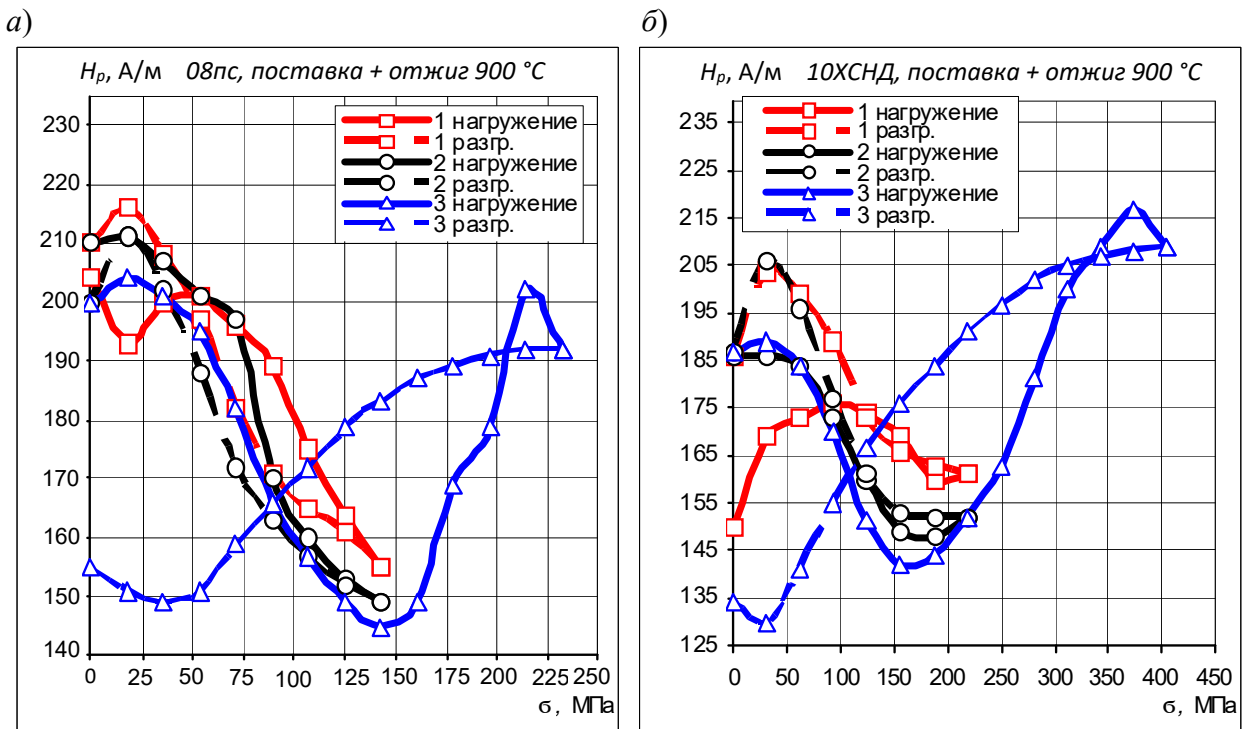 а)
Hр, А/м 08пс, поставка + отжиг 900 °С
1 нагружение
1 разгр.
2 нагружение
2 разгр.
3 нагружение
3 разгр.
230
220
210
200
190
180
170
160
150
140
0 25 50 75 100 125 150 175 200 225 250
σ, МПа
б)
Hр, А/м 10ХСНД, поставка + отжиг 900 °С
1 нагружение
1 разгр.
2 нагружение
2 разгр.
3 нагружение
3 разгр.
235
225
215
205
195
185
175
165
155
145
135
125
0 50 100 150 200 250 300 350 400 450
σ, МПа